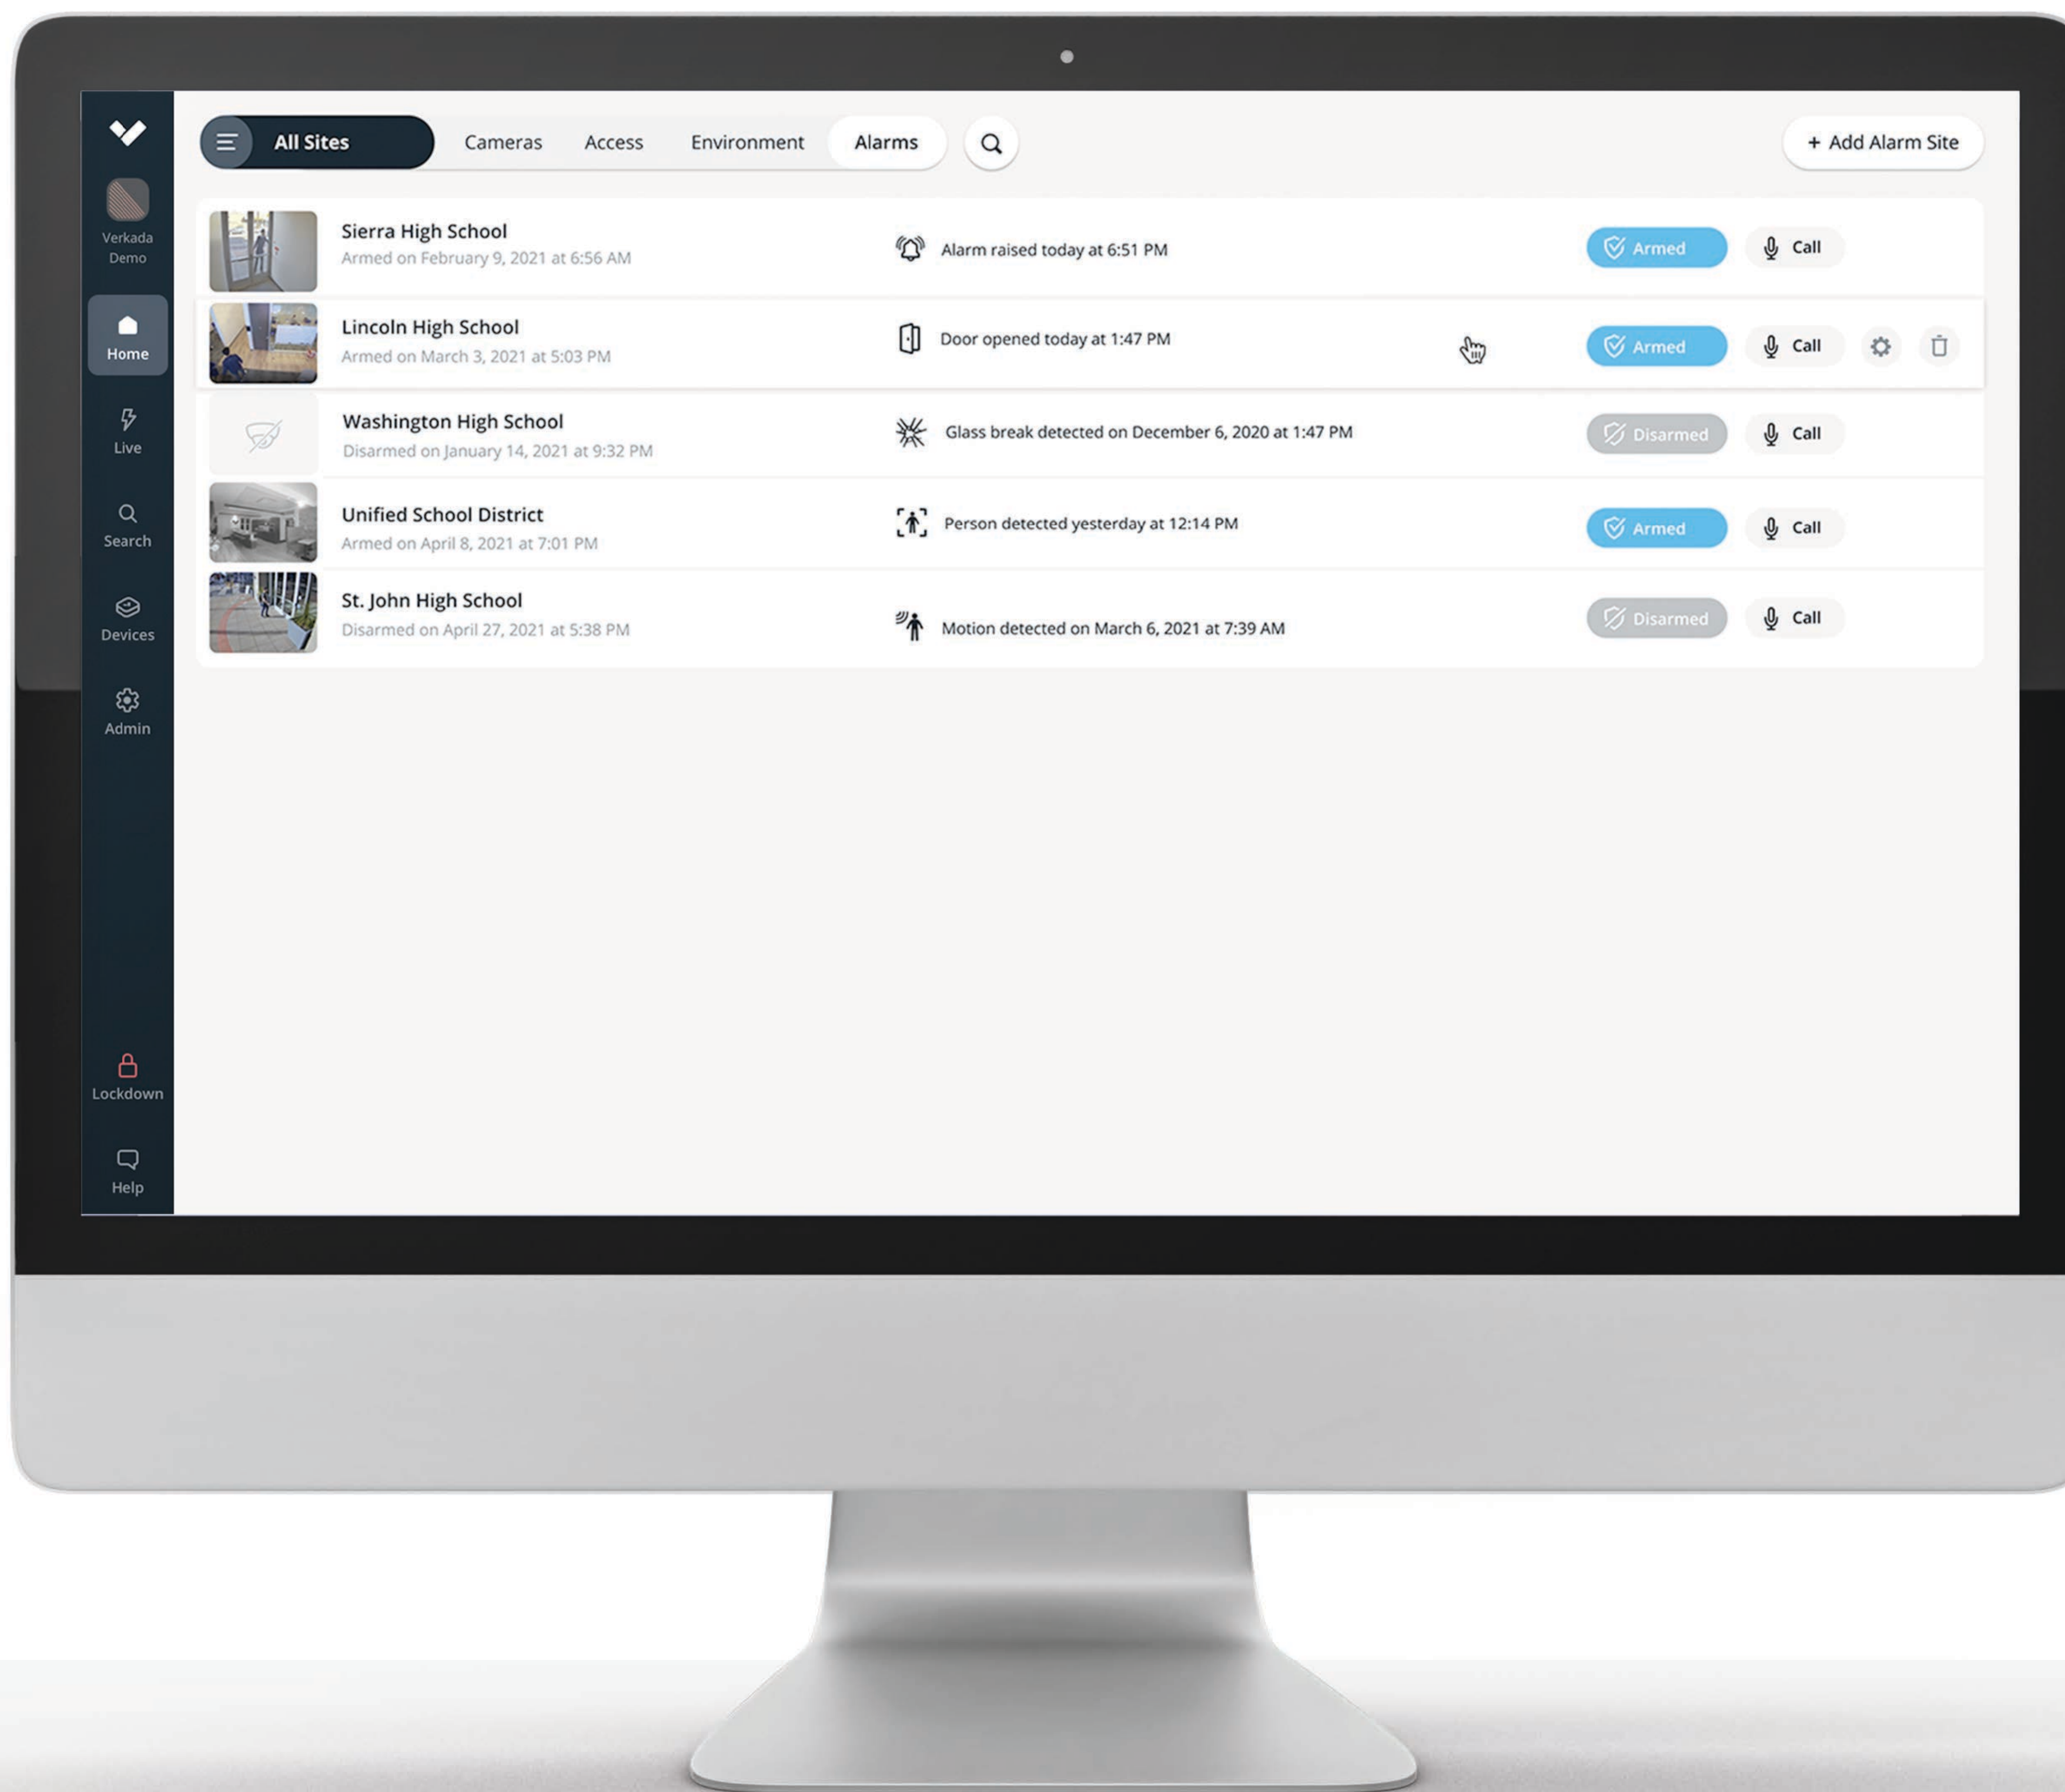 All Sites
Cameras
Access
Environment
Alarms
+ Add Alarm Site
Verkada
Demo
Home
Live
Search
Devices
Admin
Lockdown
Help
Sierra High School
Armed on February 9, 2021 at 6:56 AM
Alarm raised today at 6:51 PM
Armed
Call
Lincoln High School
Armed on March 3, 2021 at 5:03 PM
Door opened today at 1:47 PM
Armed
Call
Washington High School
Disarmed on January 14, 2021 at 9:32 PM
Glass break detected on December 6, 2020 at 1:47 PM
Disarmed
Call
Unified School District
Armed on April 8, 2021 at 7:01 PM
Person detected yesterday at 12:14 PM
Armed
Call
St. John High School
Disarmed on April 27, 2021 at 5:38 PM
Motion detected on March 6, 2021 at 7:39 AM
Disarmed
Call